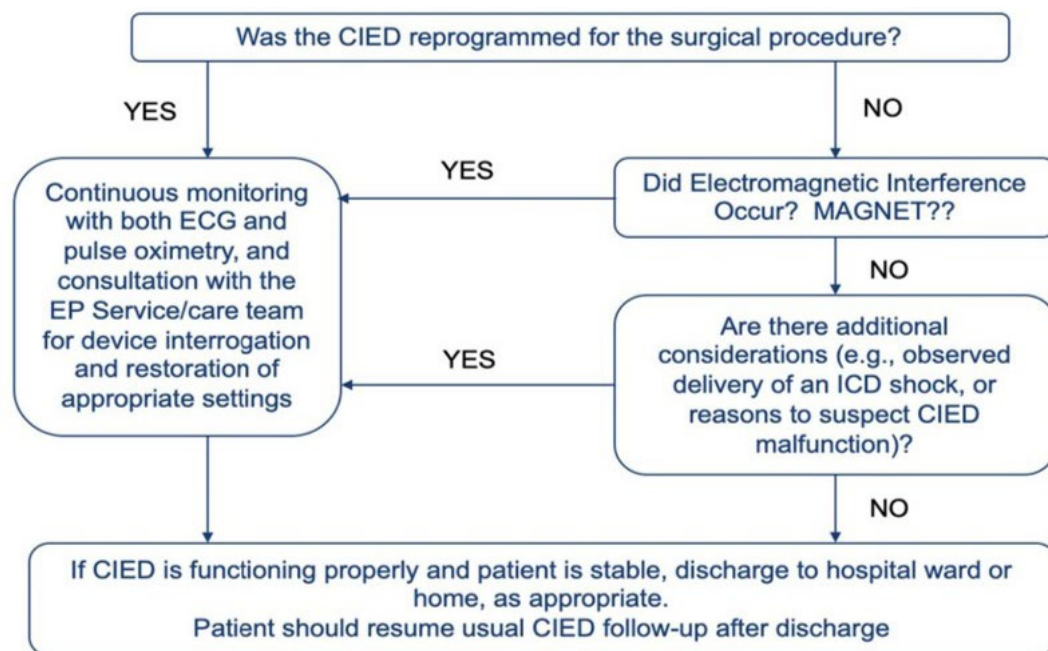 Was the CIED reprogrammed for the surgical procedure?
YES
NO
Continuous monitoring
with both ECG and
pulse oximetry, and
consultation with the
EP Service/care team
for device interrogation
and restoration of
appropriate settings
YES
Did Electromagnetic Interference
Occur?  MAGNET??
NO
YES
Are there additional
considerations (e.g., observed
delivery of an ICD shock, or
reasons to suspect CIED
malfunction)?
NO
If CIED is functioning properly and patient is stable, discharge to hospital ward or
home, as appropriate.
Patient should resume usual CIED follow-up after discharge